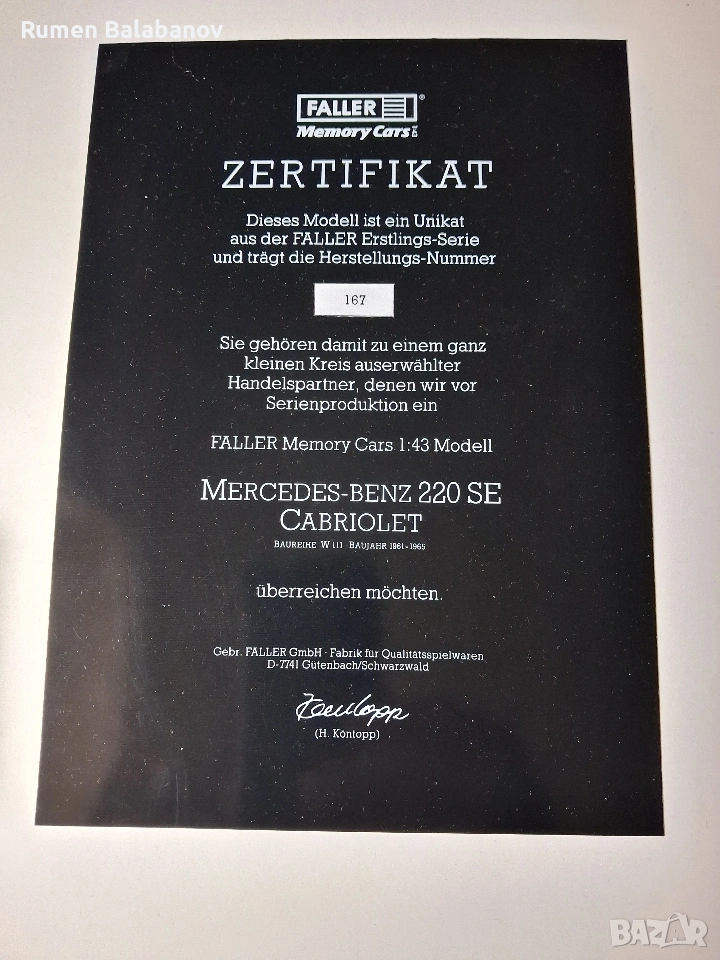 Rumen Balabanov
FALLER ®
Memory Cars
ZERTIFIKAT
Dieses Modell ist ein Unikat
aus der FALLER Erstlings-Serie
und trägt die Herstellungs-Nummer
167
Sie gehören damit zu einem ganz
kleinen Kreis auserwählter
Handelspartner, denen wir vor
Serienproduktion ein
FALLER Memory Cars 1:43 Modell
MERCEDES-BENZ 220 SE
CABRIOLET
BAUREIHE W 111 BAUJAHR 1961-1965
überreichen möchten.
Gebr. FALLER GmbH · Fabrik für Qualitätsspielwaren
D-7741 Gütenbach/Schwarzwald
(H. Köntopp)
BAZAR